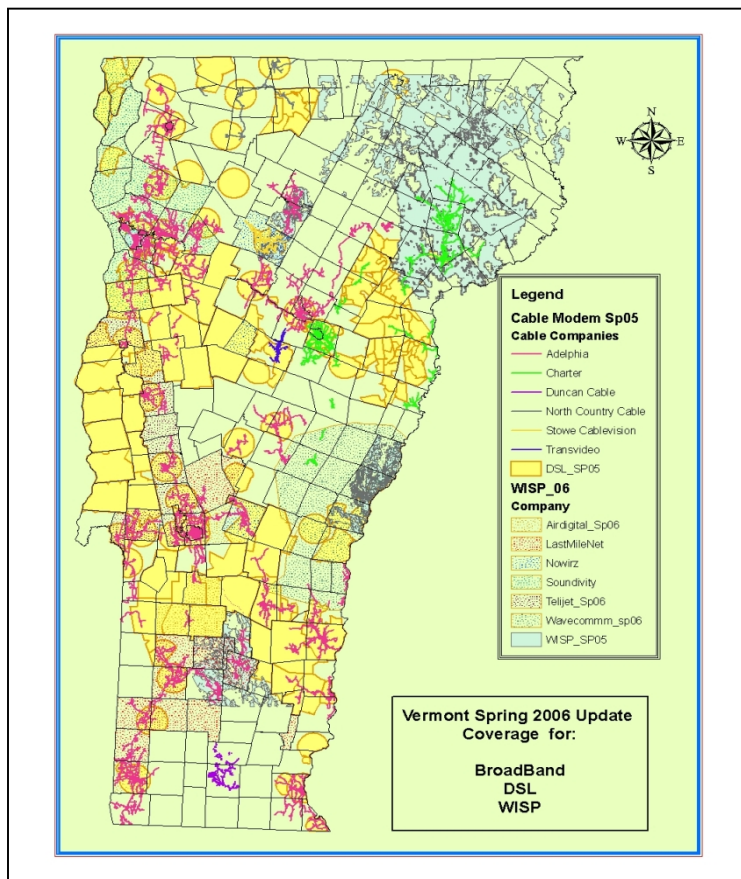 N
W E
S
Legend
Cable Modem Sp05
Cable Companies
Adelphia
Charter
Duncan Cable
North Country Cable
Stowe Cablevision
Transvideo
DSL_SP05
WISP_06
Company
Airdigital_Sp06
LastMileNet
Nowirz
Soundivity
Telijet_Sp06
Wavecommm_sp06
WISP_SP05
Vermont Spring 2006 Update
Coverage for:
BroadBand
DSL
WISP